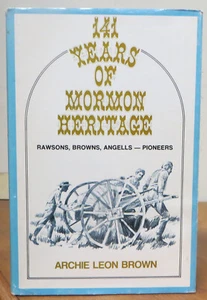 141
YEARS
OF
MORMON
HERITAGE
RAWSONS, BROWNS, ANGELLS — PIONEERS
ARCHIE LEON BROWN